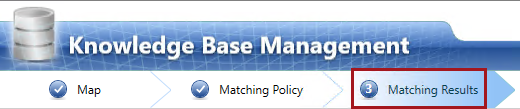 Knowledge Base Management
Map Matching Policy 3 Matching Results